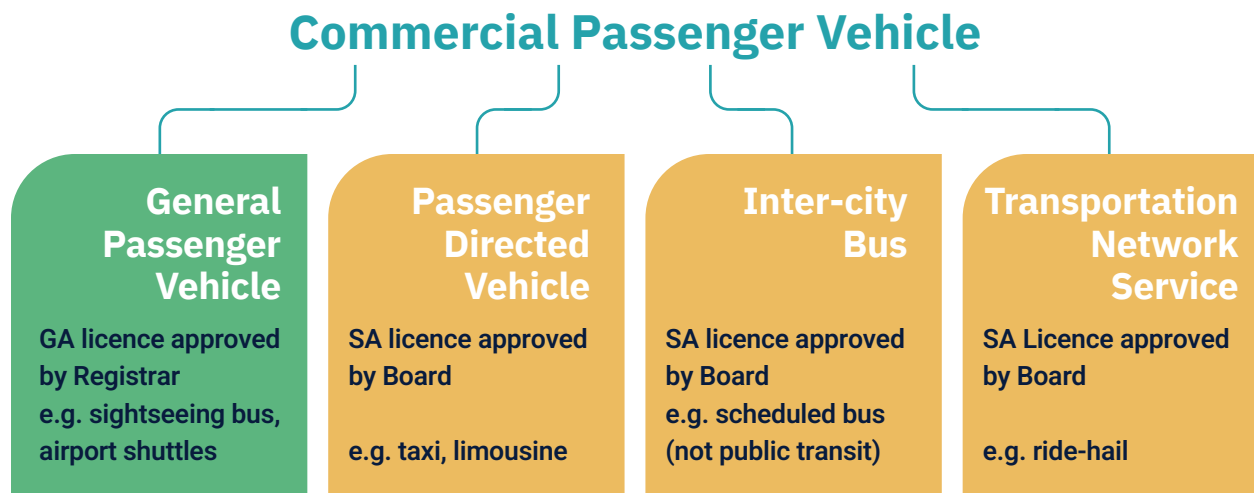 Commercial Passenger Vehicle
General
Passenger
Vehicle
GA licence approved
by Registrar
e.g. sightseeing bus,
airport shuttles
Passenger
Directed
Vehicle
SA licence approved
by Board
e.g. taxi, limousine
Inter-city
Bus
SA licence approved
by Board
e.g. scheduled bus
(not public transit)
Transportation
Network
Service
SA Licence approved
by Board
e.g. ride-hail